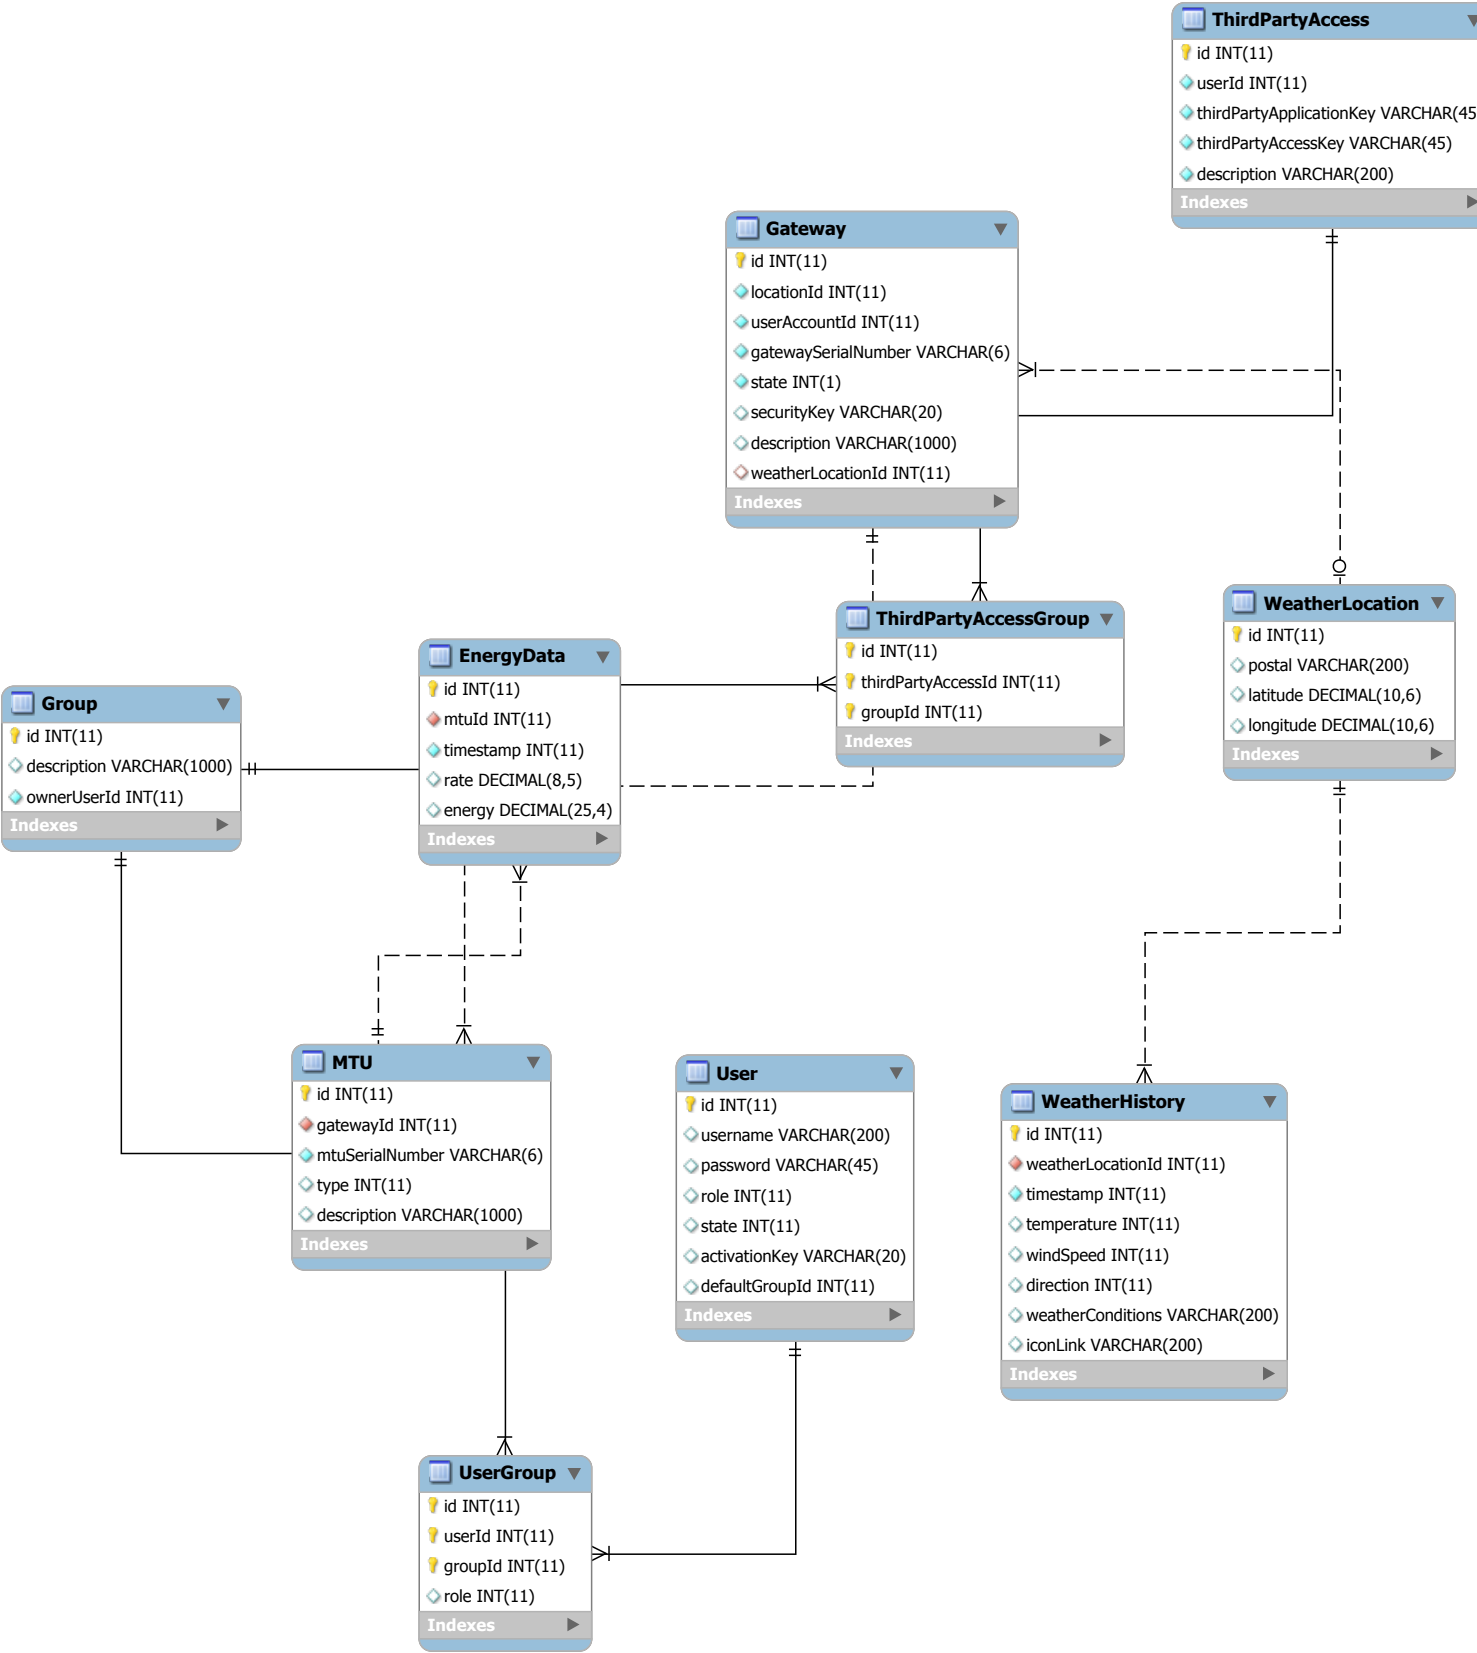 ThirdPartyAccess
id INT(11)
userId INT(11)
thirdPartyApplicationKey VARCHAR(45
thirdPartyAccessKey VARCHAR(45)
description VARCHAR(200)
Indexes
Gateway
id INT(11)
locationId INT(11)
userAccountId INT(11)
gatewaySerialNumber VARCHAR(6)
state INT(1)
securityKey VARCHAR(20)
description VARCHAR(1000)
weatherLocationId INT(11)
Indexes
ThirdPartyAccessGroup
id INT(11)
thirdPartyAccessId INT(11)
groupId INT(11)
Indexes
WeatherLocation
id INT(11)
postal VARCHAR(200)
latitude DECIMAL(10,6)
longitude DECIMAL(10,6)
Indexes
EnergyData
id INT(11)
mtuId INT(11)
timestamp INT(11)
rate DECIMAL(8,5)
energy DECIMAL(25,4)
Indexes
Group
id INT(11)
description VARCHAR(1000)
ownerUserId INT(11)
Indexes
MTU
id INT(11)
gatewayId INT(11)
mtuSerialNumber VARCHAR(6)
type INT(11)
description VARCHAR(1000)
Indexes
User
id INT(11)
username VARCHAR(200)
password VARCHAR(45)
role INT(11)
state INT(11)
activationKey VARCHAR(20)
defaultGroupId INT(11)
Indexes
WeatherHistory
id INT(11)
weatherLocationId INT(11)
timestamp INT(11)
temperature INT(11)
windSpeed INT(11)
direction INT(11)
weatherConditions VARCHAR(200)
iconLink VARCHAR(200)
Indexes
UserGroup
id INT(11)
userId INT(11)
groupId INT(11)
role INT(11)
Indexes